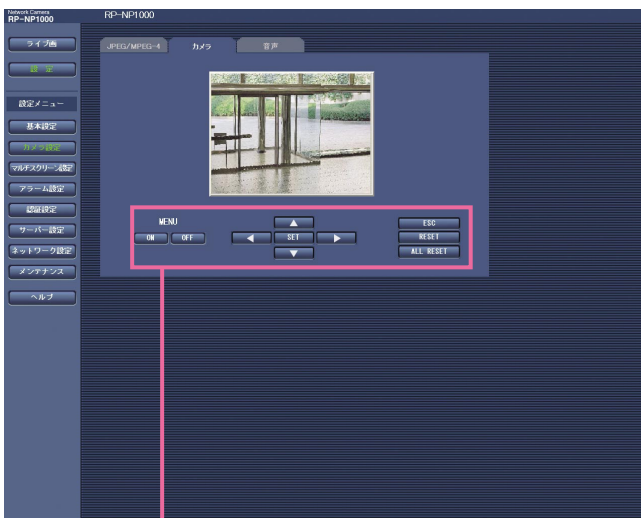 Network Camera
RP-NP1000
RP-NP1000
ライブ画
設 定
設定メニュー
基本設定
カメラ設定
マルチスクリーン設定
アラーム設定
認証設定
サーバー設定
ネットワーク設定
メンテナンス
ヘルプ
JPEG/MPEG-4 カメラ 音声
MENU
ON OFF
▲
◀ SET ▶
▼
ESC
RESET
ALL RESET